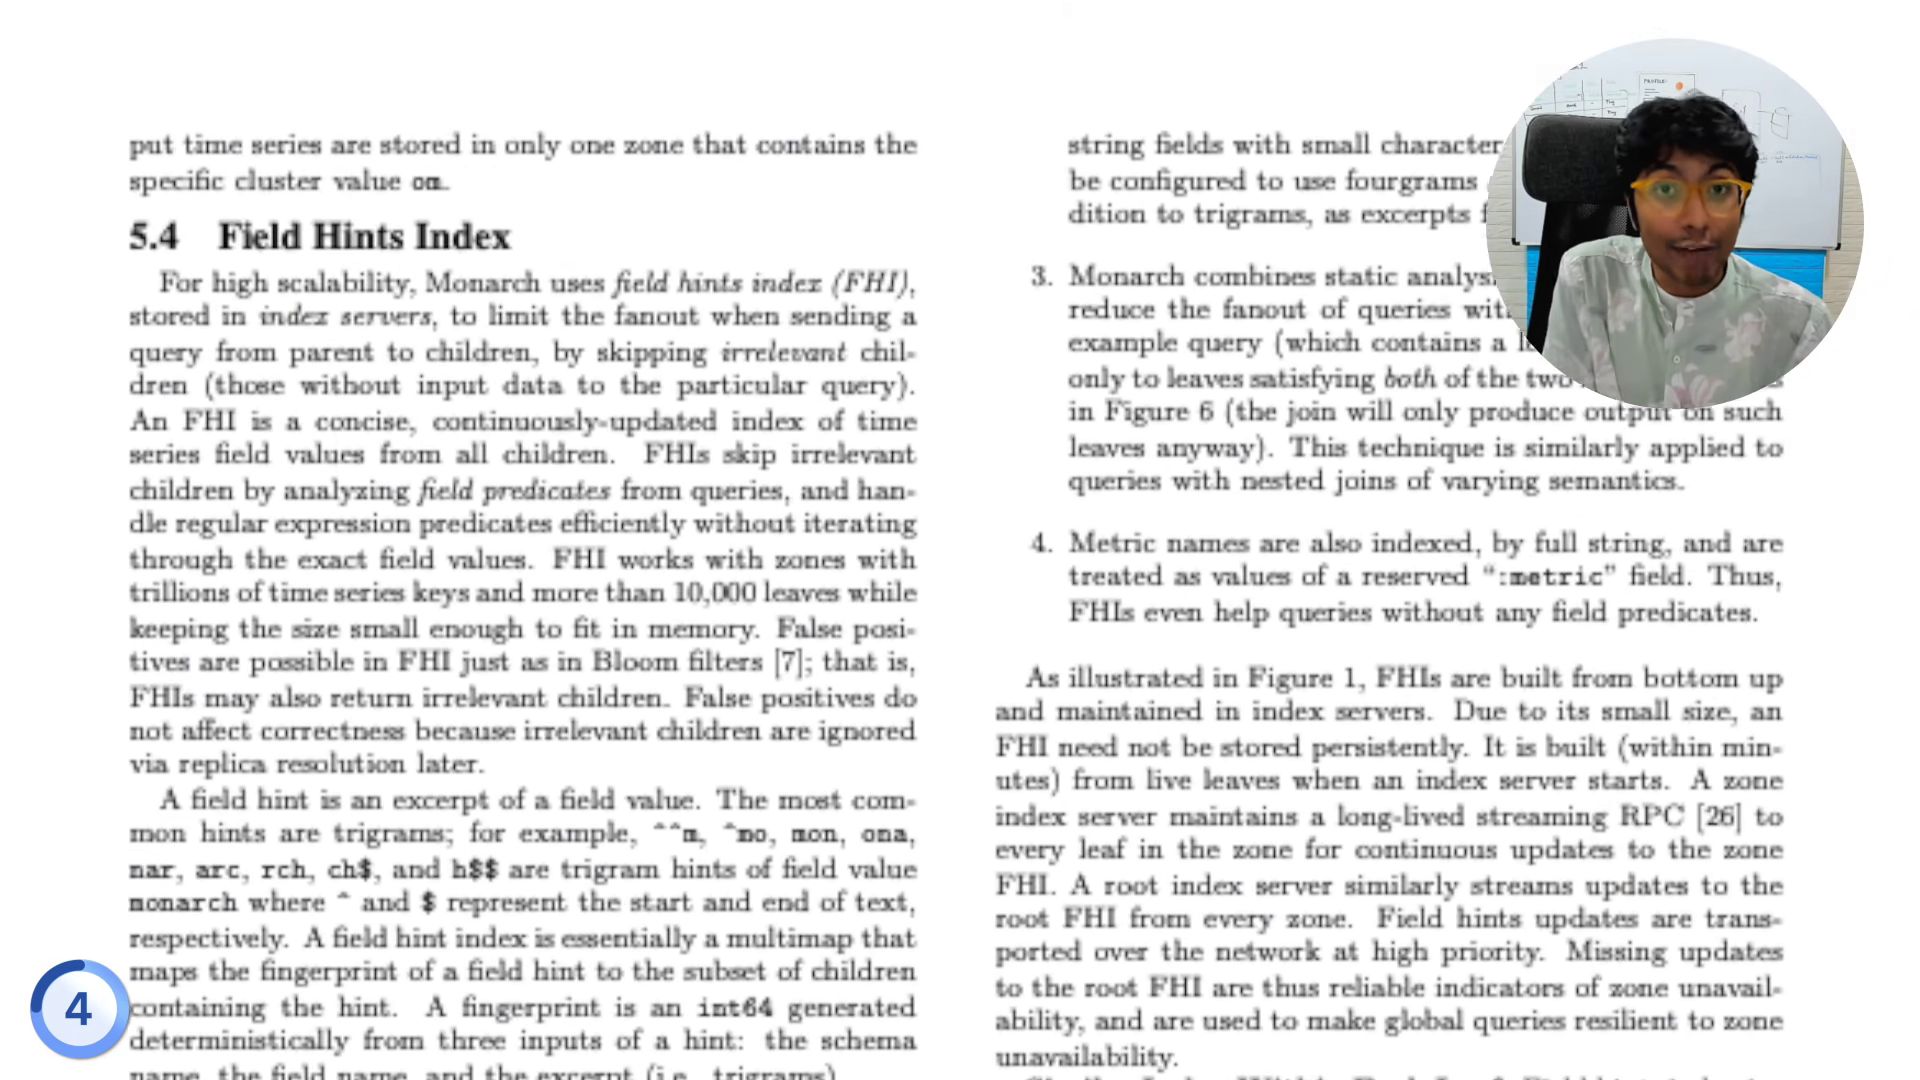 put time series are stored in only one zone that contains the
specific cluster value om.
5.4 Field Hints Index
For high scalability, Monarch uses field hints index (FHI),
stored in index servers, to limit the fanout when sending a
query from parent to children, by skipping irrelevant chil-
dren (those without input data to the particular query).
An FHI is a concise, continuously-updated index of time
series field values from all children. FHIs skip irrelevant
children by analyzing field predicates from queries, and han-
dle regular expression predicates efficiently without iterating
through the exact field values. FHI works with zones with
trillions of time series keys and more than 10,000 leaves while
keeping the size small enough to fit in memory. False posi-
tives are possible in FHI just as in Bloom filters [7]; that is,
FHIs may also return irrelevant children. False positives do
not affect correctness because irrelevant children are ignored
via replica resolution later.
A field hint is an excerpt of a field value. The most com-
mon hints are trigrams; for example, ^^m, ^mo, mon, ona,
nar, arc, rch, ch$, and h$$ are trigram hints of field value
monarch where ^ and $ represent the start and end of text,
respectively. A field hint index is essentially a multimap that
maps the fingerprint of a field hint to the subset of children
containing the hint. A fingerprint is an int64 generated
deterministically from three inputs of a hint: the schema
name, the field name, and the excerpt (i.e., trigrams)
4
string fields with small character
be configured to use fourgrams
dition to trigrams, as excerpts
3. Monarch combines static
reduce the fanout of queries
example query (which contains a
only to leaves satisfying both of the two
in Figure 6 (the join will only produce output on such
leaves anyway). This technique is similarly applied to
queries with nested joins of varying semantics.
4. Metric names are also indexed, by full string, and are
treated as values of a reserved ":metric" field. Thus,
FHIs even help queries without any field predicates.
As illustrated in Figure 1, FHIs are built from bottom up
and maintained in index servers. Due to its small size, an
FHI need not be stored persistently. It is built (within min-
utes) from live leaves when an index server starts. A zone
index server maintains a long-lived streaming RPC [26] to
every leaf in the zone for continuous updates to the zone
FHI. A root index server similarly streams updates to the
root FHI from every zone. Field hints updates are trans-
ported over the network at high priority. Missing updates
to the root FHI are thus reliable indicators of zone unavail-
ability, and are used to make global queries resilient to zone
unavailability.